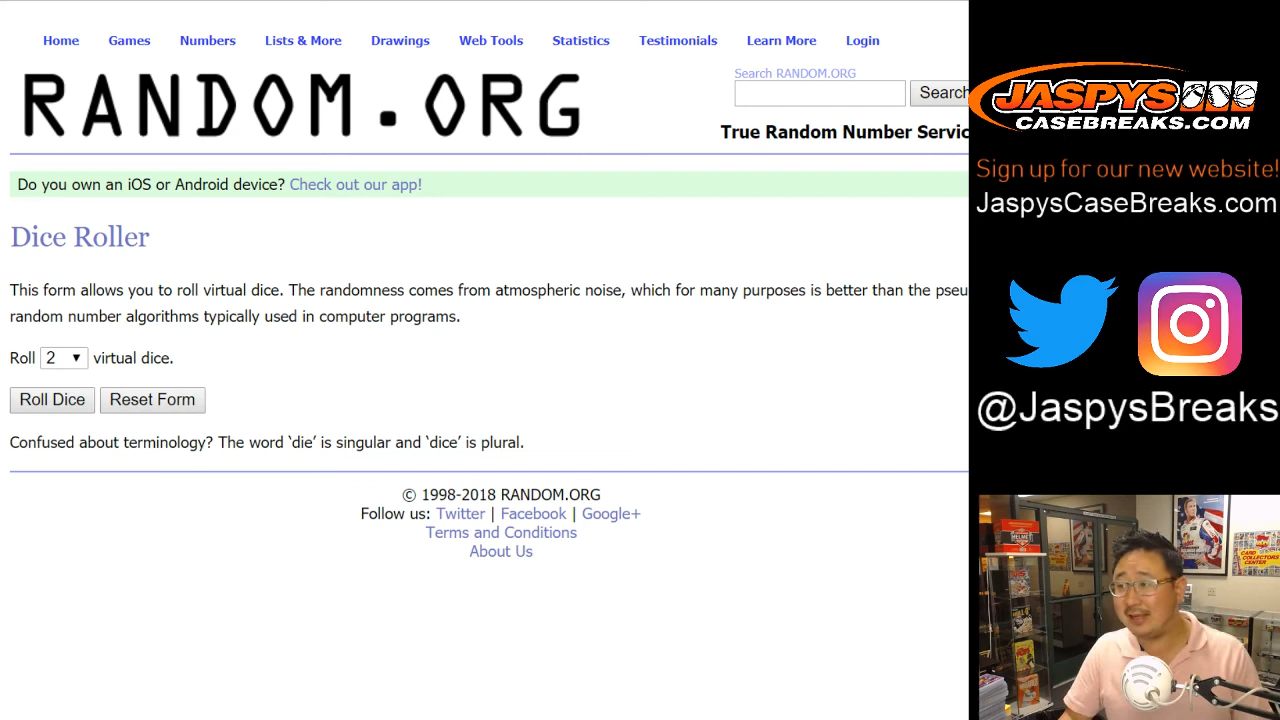 Home Games Numbers Lists & More Drawings Web Tools Statistics Testimonials Learn More Login
RANDOM.ORG
Search RANDOM.ORG
Search
True Random Number Servic
Do you own an iOS or Android device? Check out our app!
Dice Roller
This form allows you to roll virtual dice. The randomness comes from atmospheric noise, which for many purposes is better than the pseu
random number algorithms typically used in computer programs.
Roll 2 ▼ virtual dice.
Roll Dice Reset Form
Confused about terminology? The word ‘die’ is singular and ‘dice’ is plural.
© 1998-2018 RANDOM.ORG
Follow us: Twitter | Facebook | Google+
Terms and Conditions
About Us
JASPYS
CASEBREAKS.COM
Sign up for our new website!
JaspysCaseBreaks.com
@JaspysBreaks
HELMET
CARD
COLLECTORS
CENTER